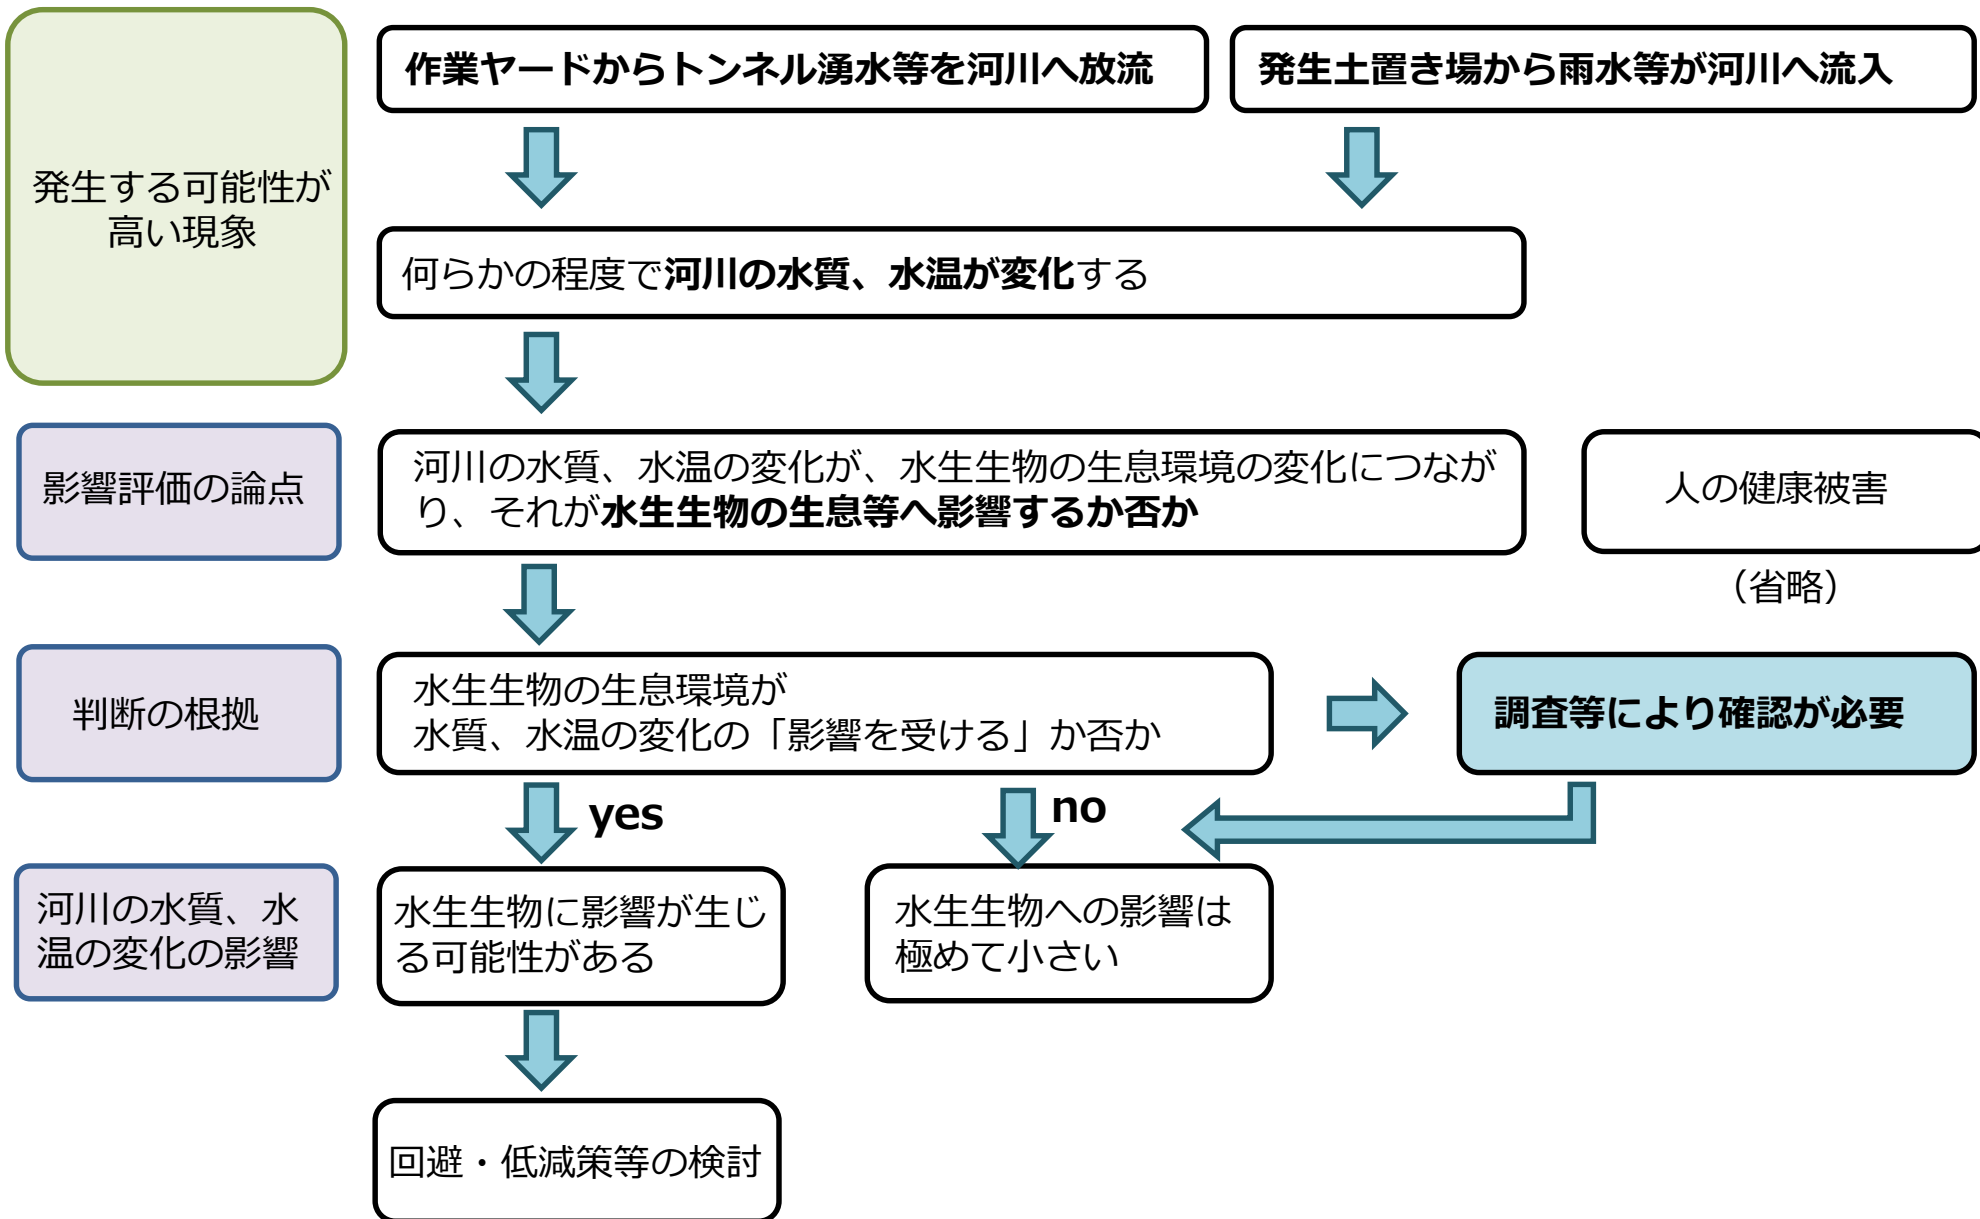 作業ヤードからトンネル湧水等を河川へ放流
発生土置き場から雨水等が河川へ流入
発生する可能性が
高い現象
何らかの程度で河川の水質、水温が変化する
影響評価の論点
河川の水質、水温の変化が、水生生物の生息環境の変化につなが
り、それが水生生物の生息等へ影響するか否か
人の健康被害
（省略）
判断の根拠
水生生物の生息環境が
水質、水温の変化の「影響を受ける」か否か
調査等により確認が必要
yes
no
河川の水質、水
温の変化の影響
水生生物に影響が生じ
る可能性がある
水生生物への影響は
極めて小さい
回避・低減策等の検討